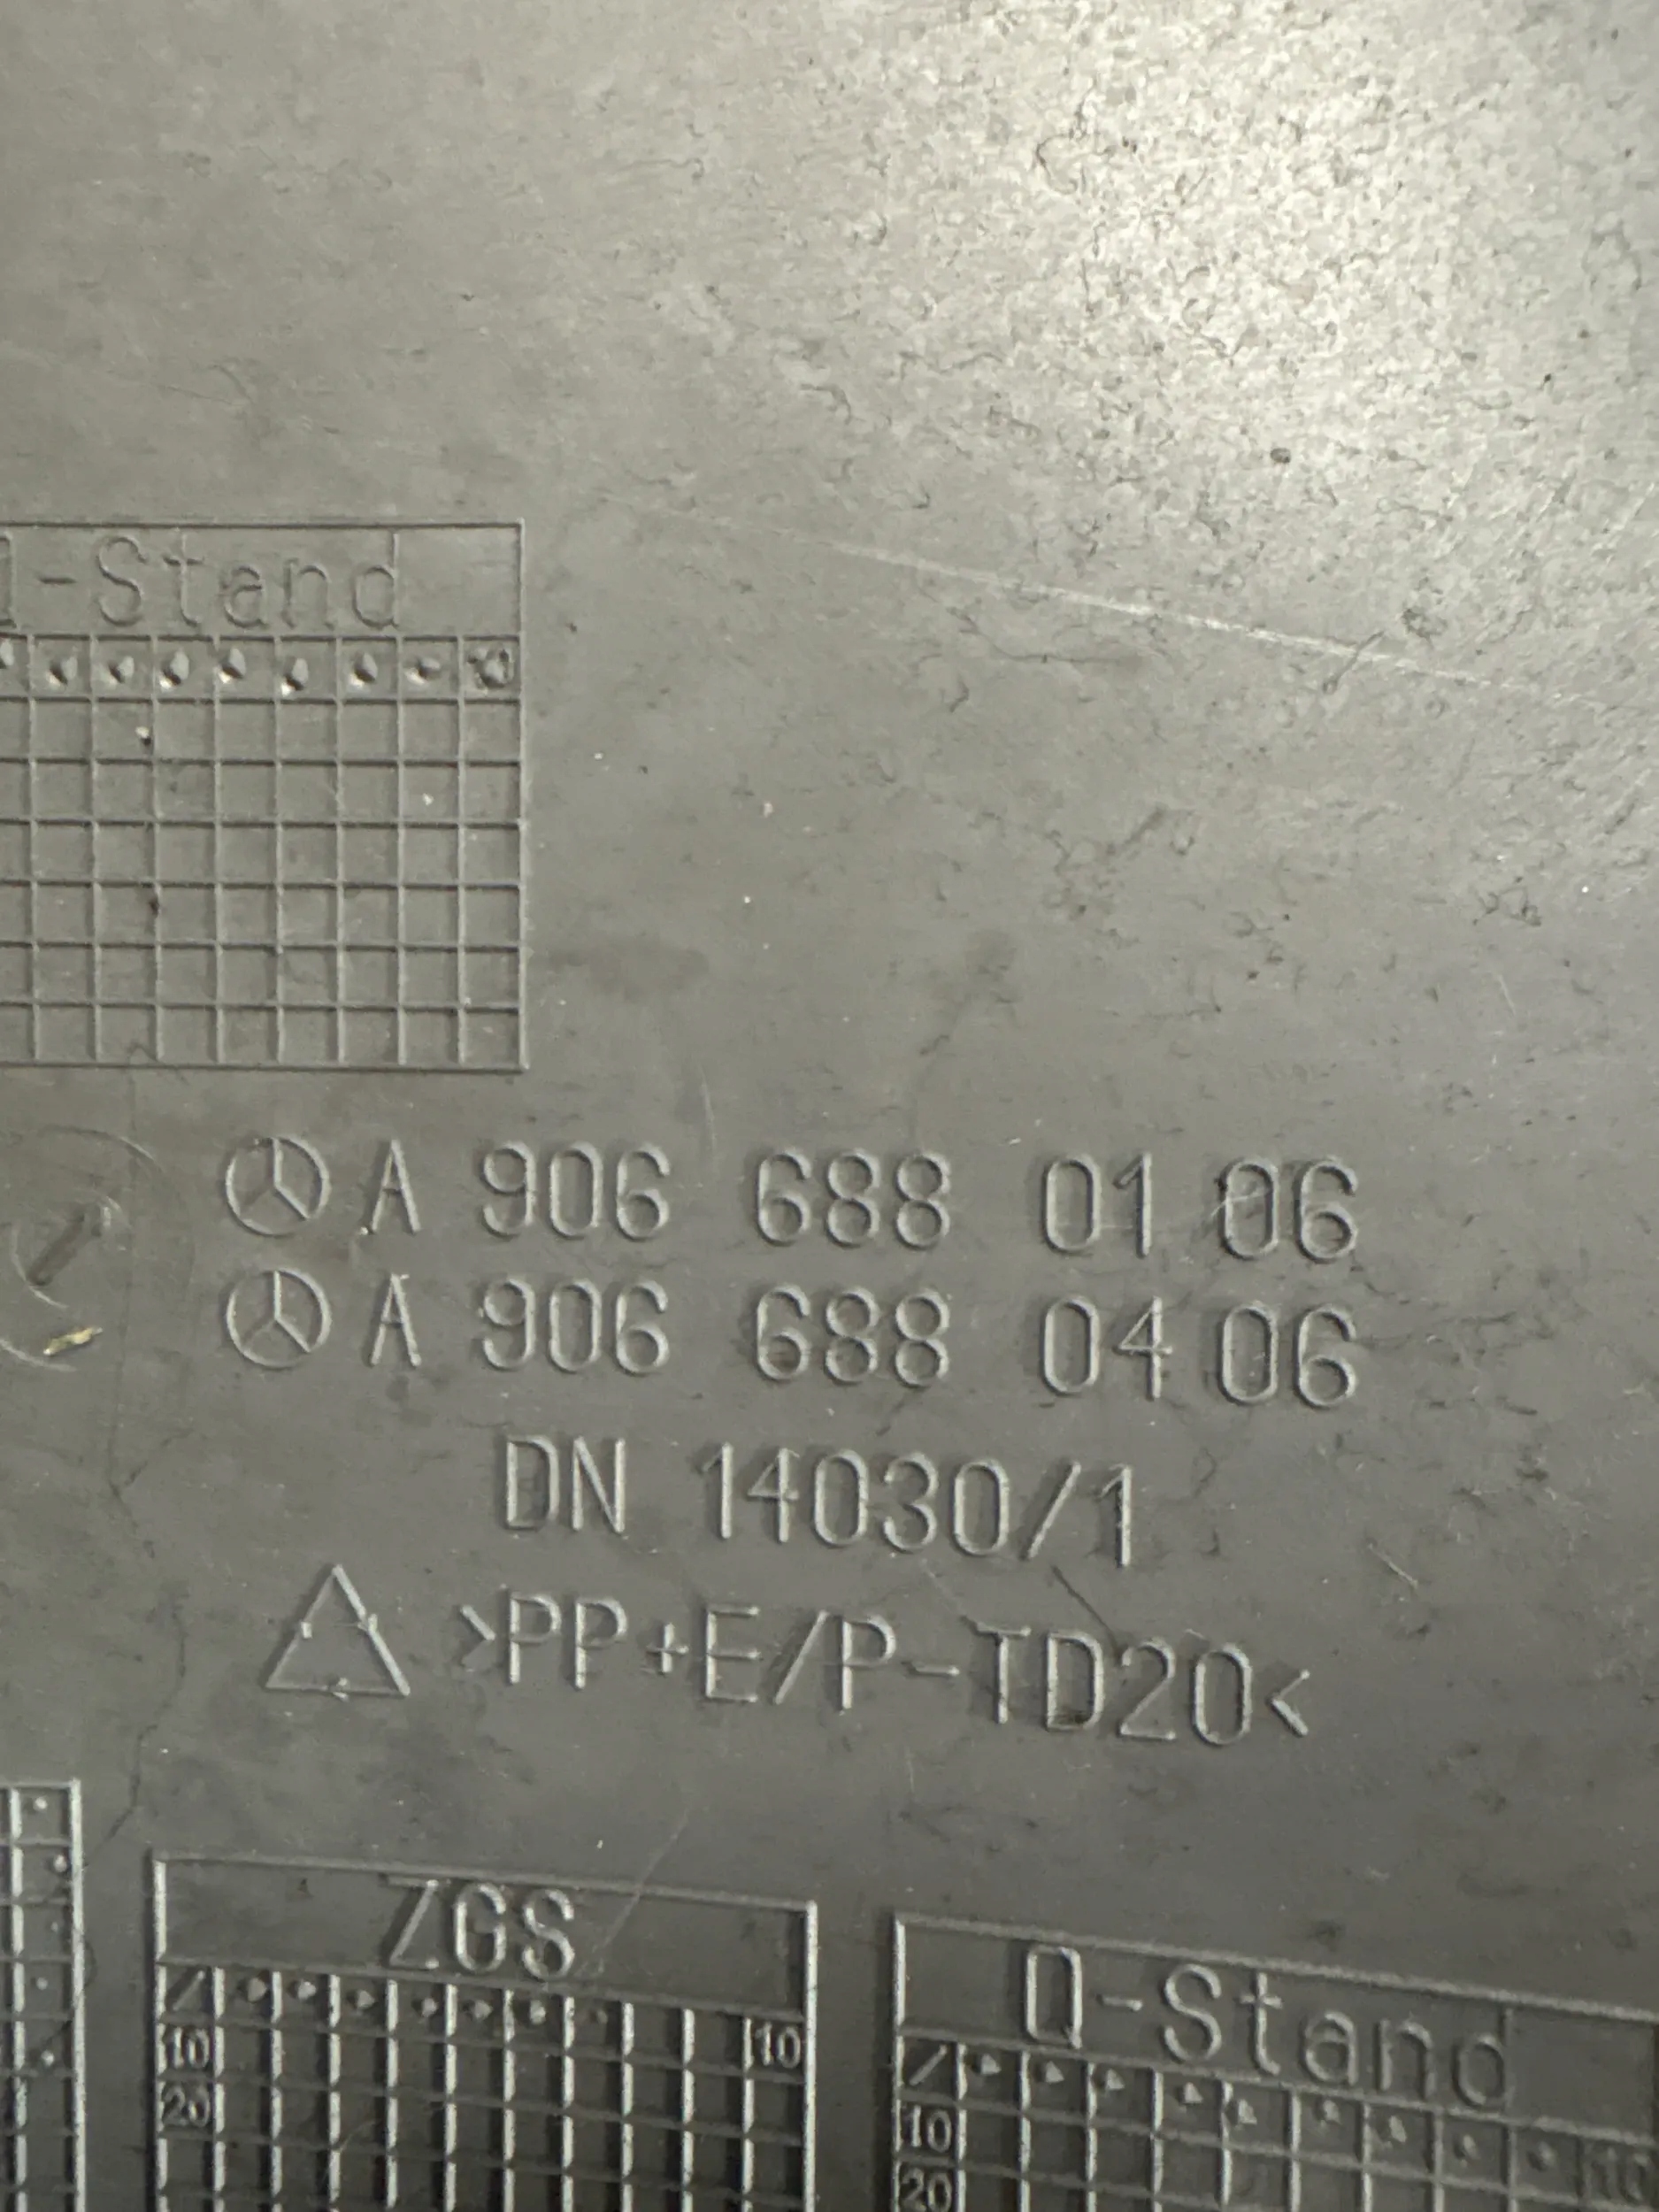 -Stand
A 906 688 01 06
A 906 688 04 06
DN 14030/1
>PP+E/P-TD20<
ZGS
/
10 10
20
Q-Stand
/
10 10
20